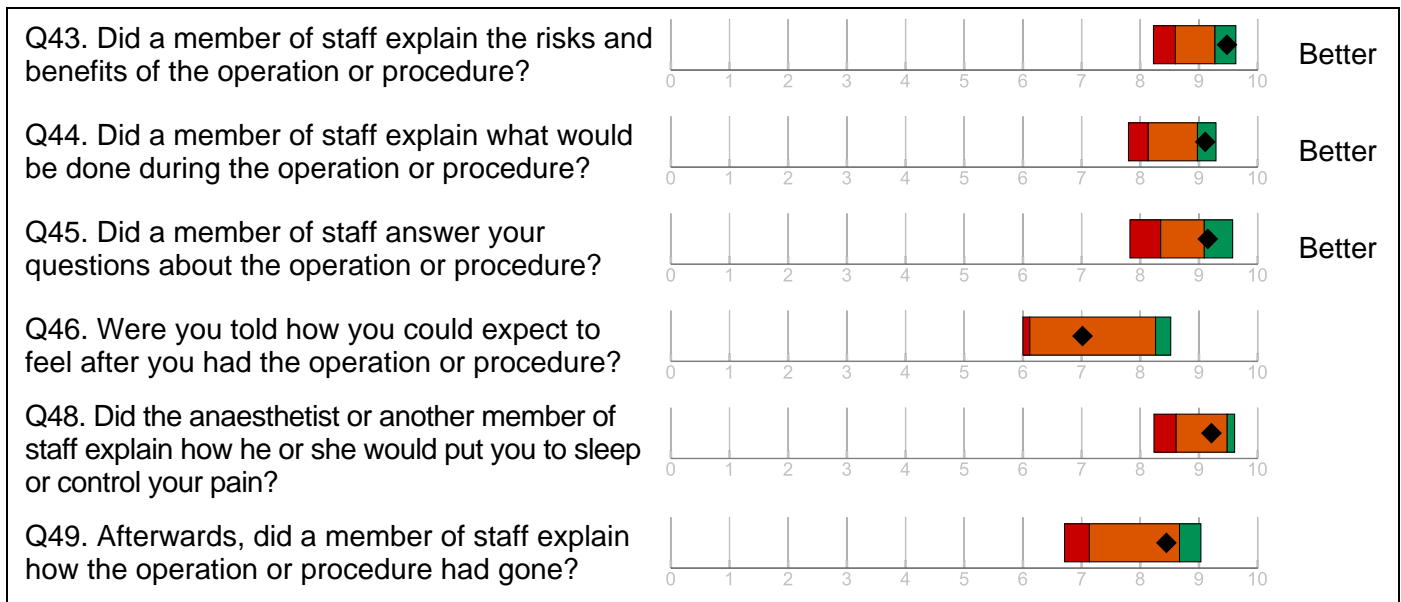 Q43. Did a member of staff explain the risks and
benefits of the operation or procedure?
0 1 2 3 4 5 6 7 8 9 10
Better
Q44. Did a member of staff explain what would
be done during the operation or procedure?
0 1 2 3 4 5 6 7 8 9 10
Better
Q45. Did a member of staff answer your
questions about the operation or procedure?
0 1 2 3 4 5 6 7 8 9 10
Better
Q46. Were you told how you could expect to
feel after you had the operation or procedure?
0 1 2 3 4 5 6 7 8 9 10
Q48. Did the anaesthetist or another member of
staff explain how he or she would put you to sleep
or control your pain?
0 1 2 3 4 5 6 7 8 9 10
Q49. Afterwards, did a member of staff explain
how the operation or procedure had gone?
0 1 2 3 4 5 6 7 8 9 10